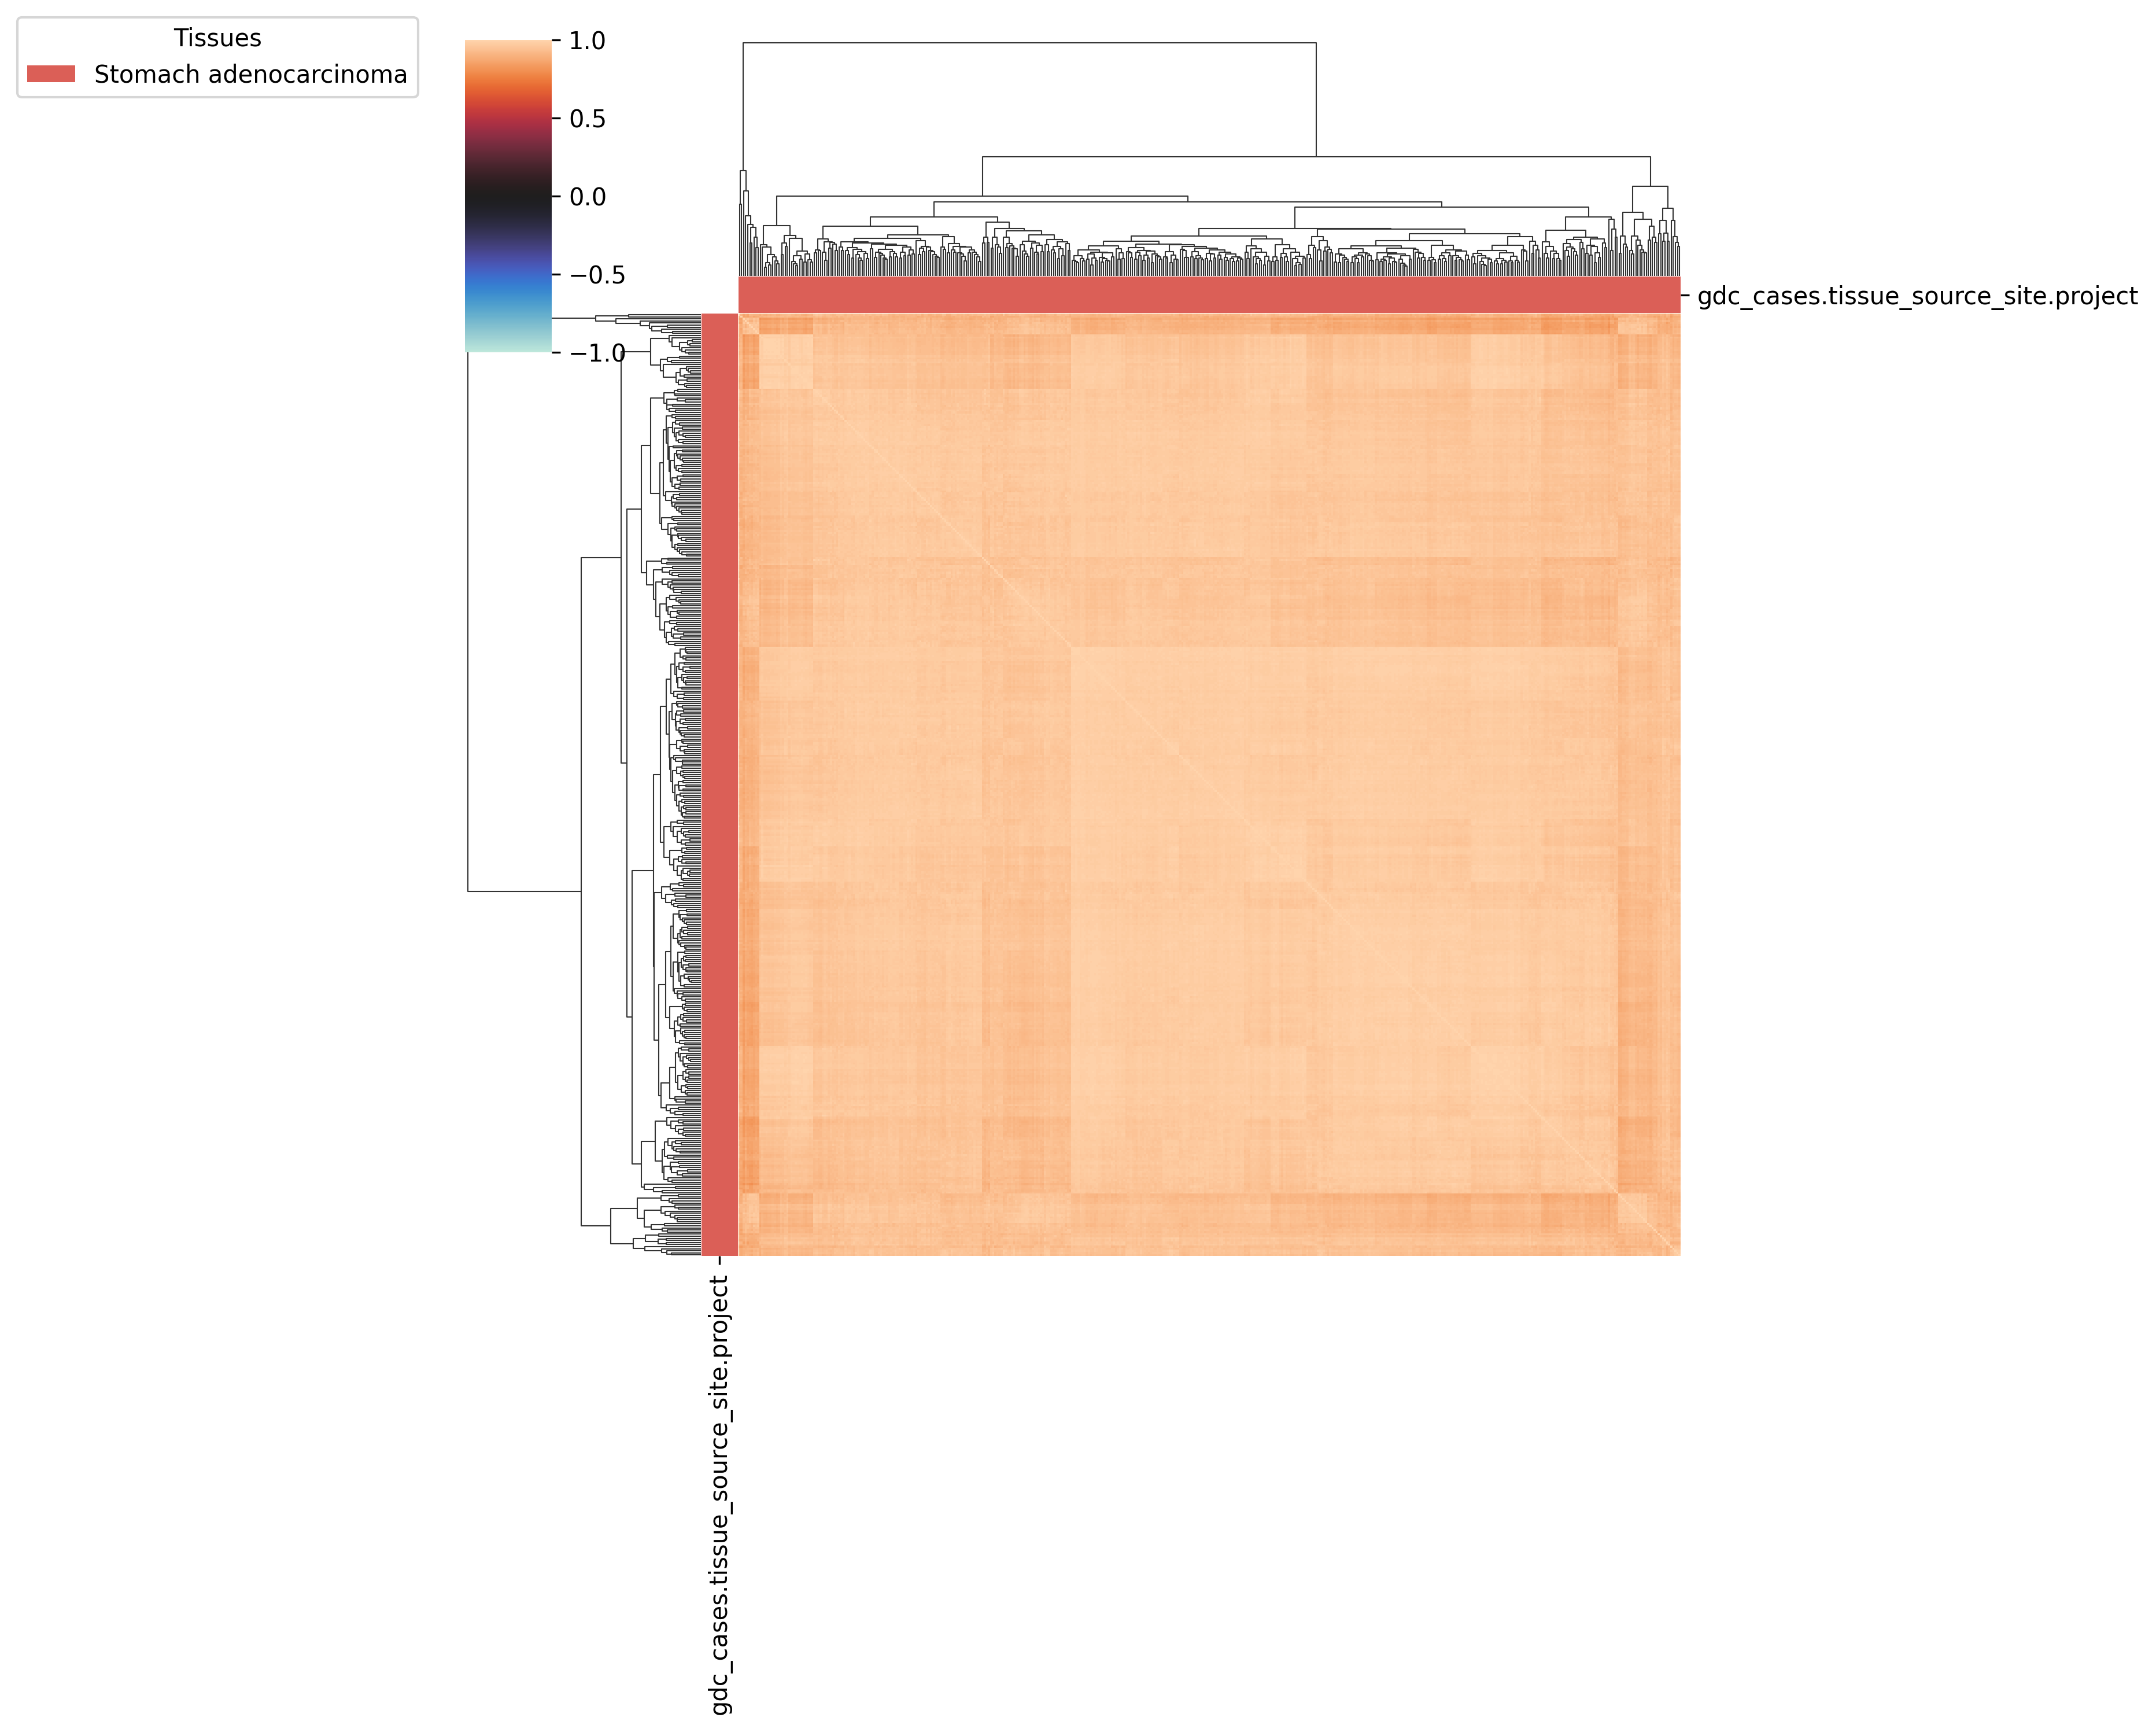 Tissues
Stomach adenocarcinoma
1.0
0.5
0.0
−0.5
−1.0
gdc_cases.tissue_source_site.project
gdc_cases.tissue_source_site.project